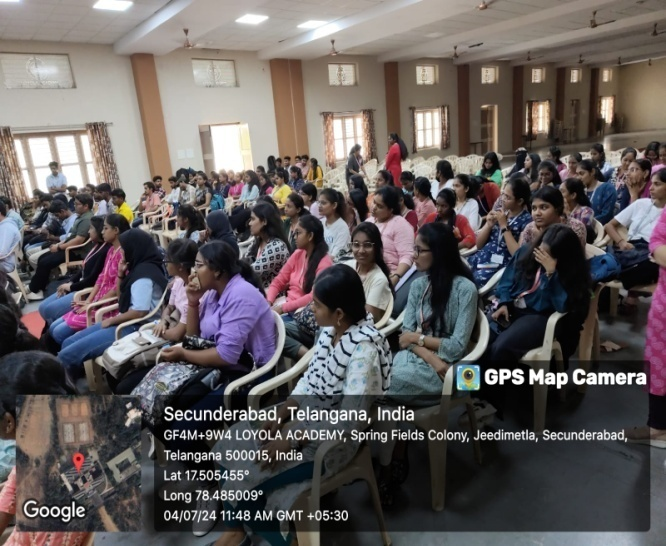 GPS Map Camera
Secunderabad, Telangana, India
GF4M+9W4 LOYOLA ACADEMY, Spring Fields Colony, Jeedimetla, Secunderabad,
Telangana 500015, India
Lat 17.505455°
Long 78.485009°
04/07/24 11:48 AM GMT +05:30
Google